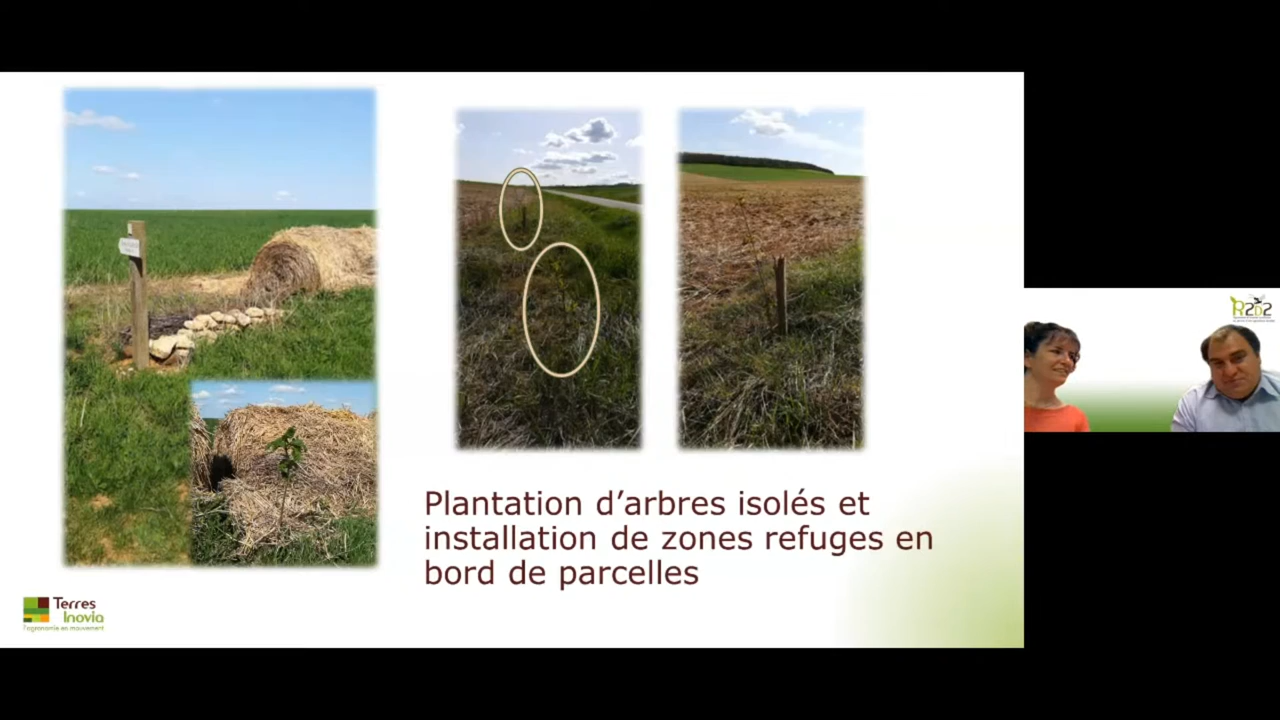 Plantation d’arbres isolés et
installation de zones refuges en
bord de parcelles
Terres
Inovia
l'agronomie en mouvement
R2D2